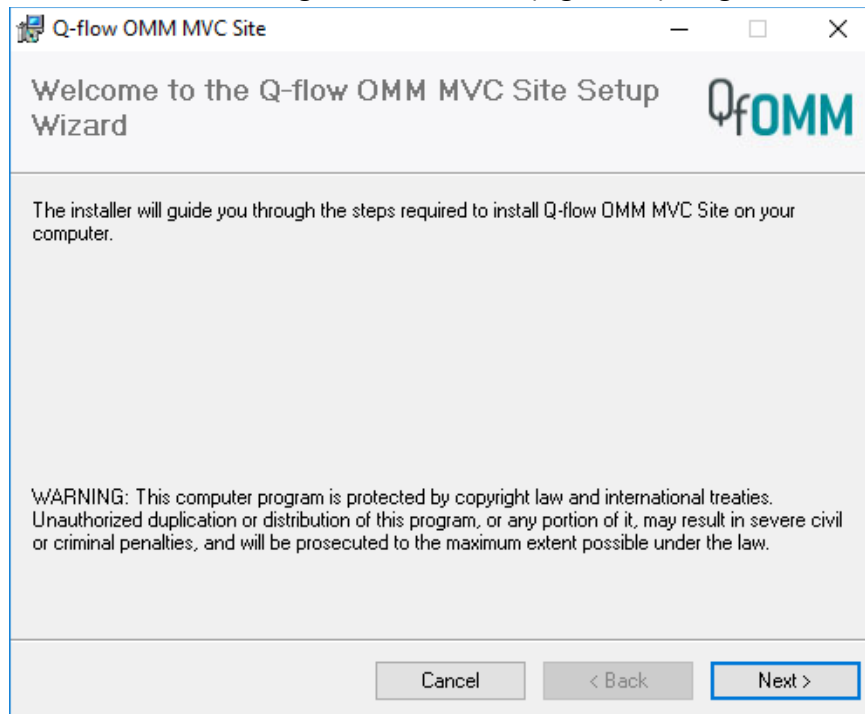 Q-flow OMM MVC Site
Welcome to the Q-flow OMM MVC Site Setup
Wizard
QfOMM
The installer will guide you through the steps required to install Q-flow OMM MVC Site on your
computer.
WARNING: This computer program is protected by copyright law and international treaties.
Unauthorized duplication or distribution of this program, or any portion of it, may result in severe civil
or criminal penalties, and will be prosecuted to the maximum extent possible under the law.
Cancel
< Back
Next >